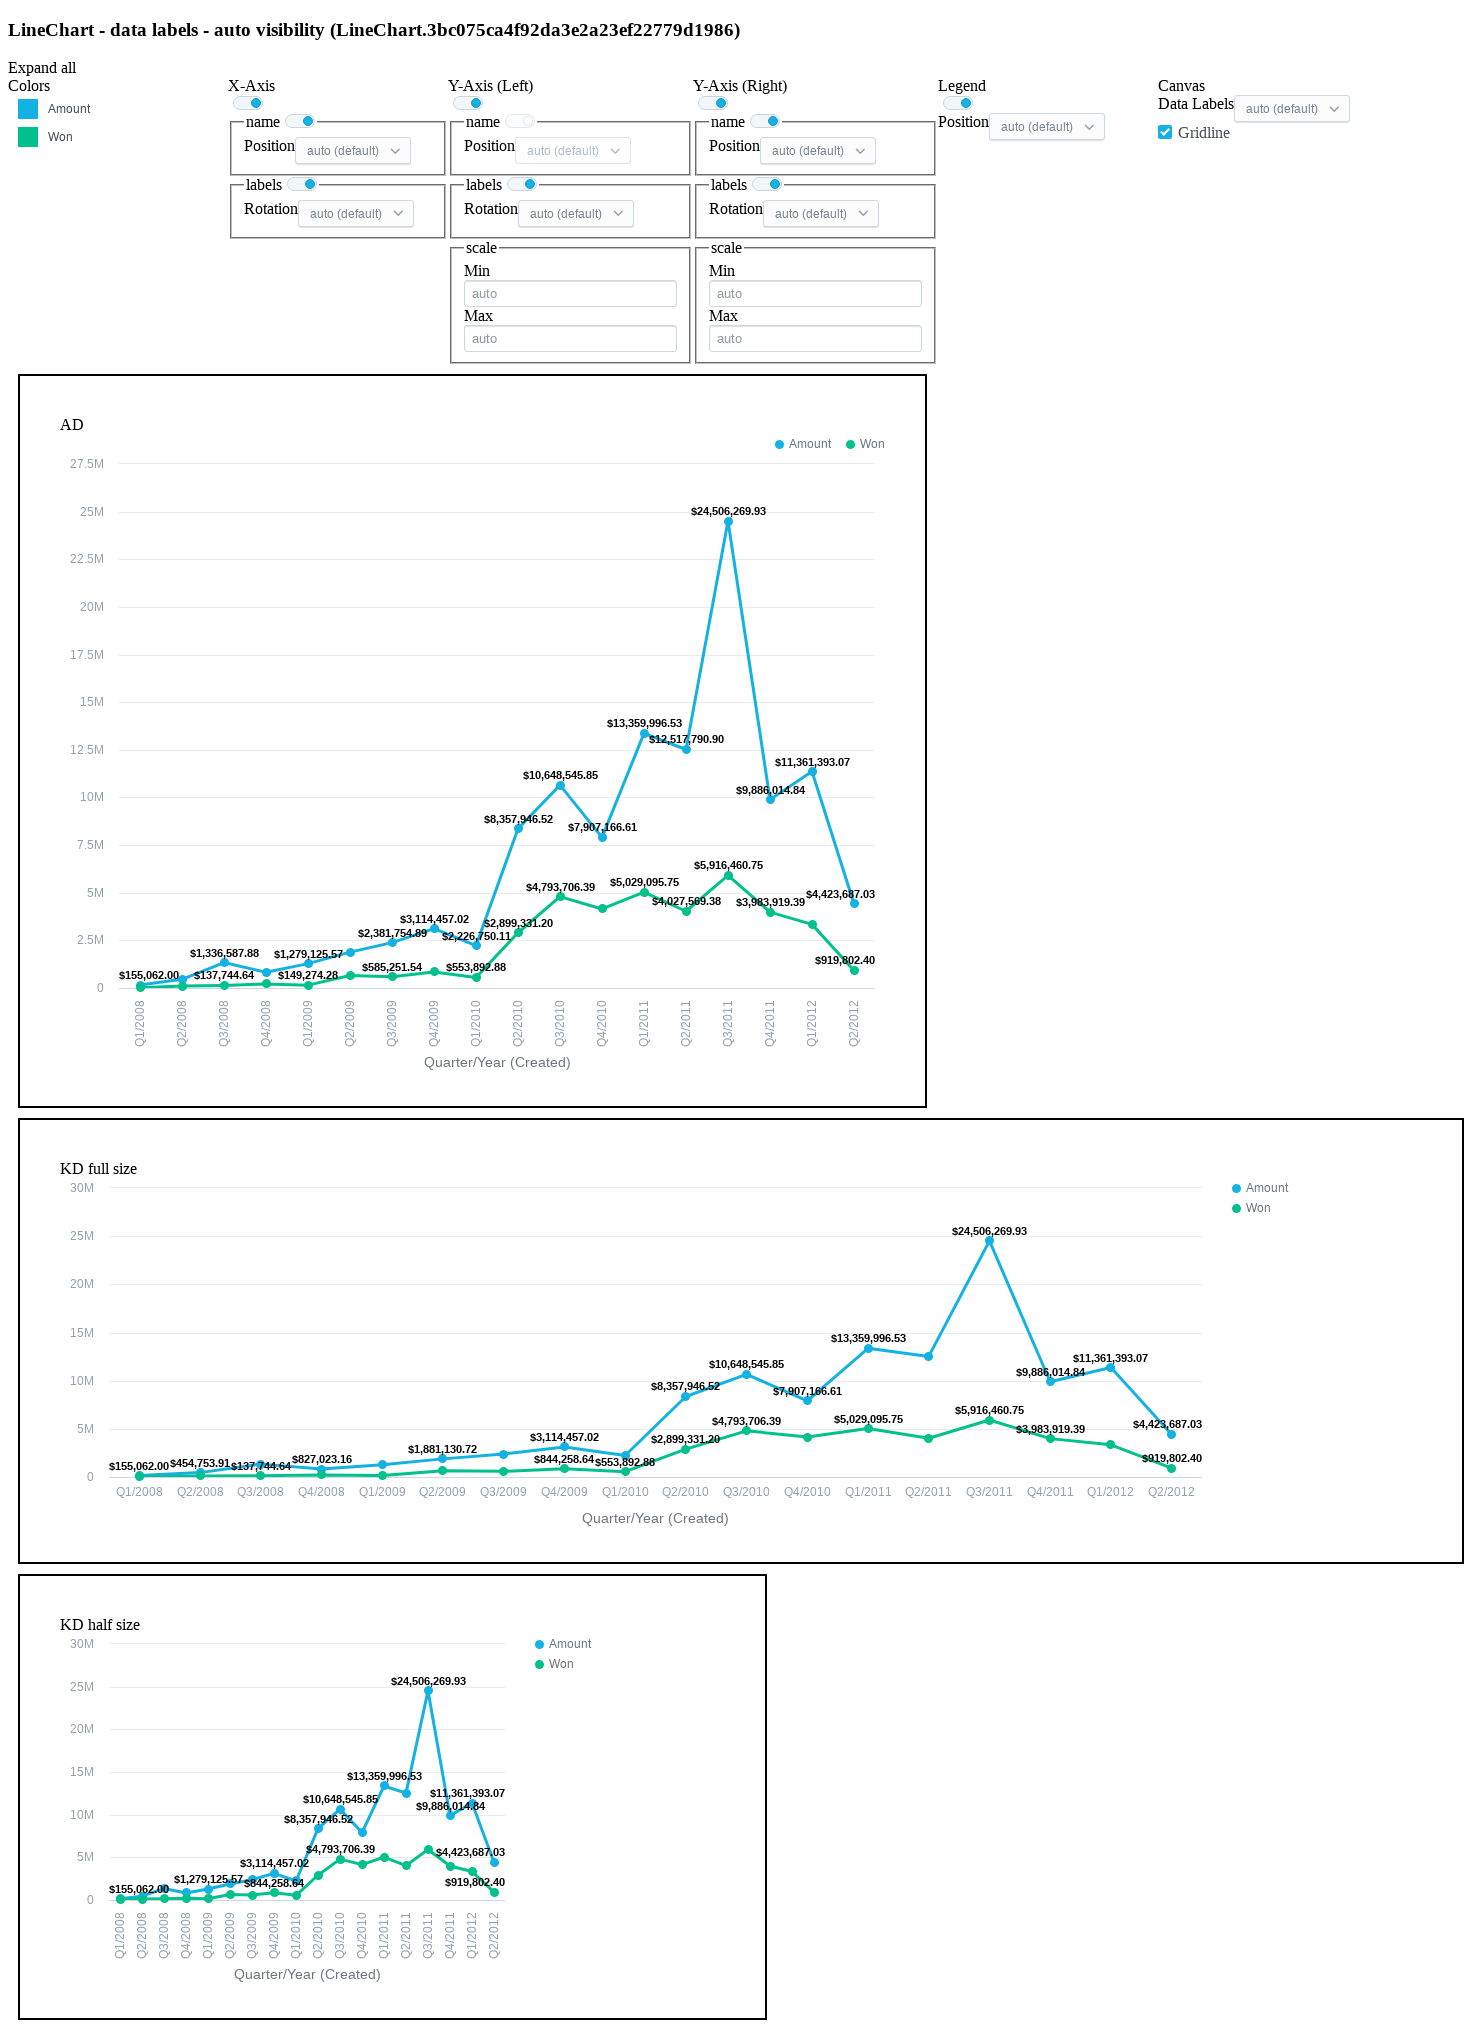 LineChart - data labels - auto visibility (LineChart.3bc075ca4f92da3e2a23ef22779d1986)
Expand all
Colors
Amount
Won
X-Axis
name
Position auto (default)
labels
Rotation auto (default)
Y-Axis (Left)
name
Position auto (default)
labels
Rotation auto (default)
scale
Min
auto
Max
auto
Y-Axis (Right)
name
Position auto (default)
labels
Rotation auto (default)
scale
Min
auto
Max
auto
Legend
Position auto (default)
Canvas
Data Labels auto (default)
Gridline
AD
Amount Won
27.5M
25M
22.5M
20M
17.5M
15M
12.5M
10M
7.5M
5M
2.5M
0
$24,506,269.93
$13,359,996.53
$12,517,790.90
$11,361,393.07
$10,648,545.85
$9,886,014.84
$8,357,946.52
$7,907,166.61
$5,916,460.75
$5,029,095.75
$4,793,706.39
$4,423,687.03
$4,027,569.38
$3,983,919.39
$3,114,457.02
$2,899,331.20
$2,381,754.89
$2,226,750.11
$1,336,587.88
$1,279,125.57
$919,802.40
$585,251.54
$553,892.88
$155,062.00
$137,744.64
$149,274.28
Q1/2008
Q2/2008
Q3/2008
Q4/2008
Q1/2009
Q2/2009
Q3/2009
Q4/2009
Q1/2010
Q2/2010
Q3/2010
Q4/2010
Q1/2011
Q2/2011
Q3/2011
Q4/2011
Q1/2012
Q2/2012
Quarter/Year (Created)
KD full size
Amount
Won
30M
25M
20M
15M
10M
5M
0
$24,506,269.93
$13,359,996.53
$11,361,393.07
$10,648,545.85
$9,886,014.84
$8,357,946.52
$7,907,166.61
$5,916,460.75
$5,029,095.75
$4,793,706.39
$4,423,687.03
$3,983,919.39
$3,114,457.02
$2,899,331.20
$1,881,130.72
$919,802.40
$827,023.16
$844,258.64
$553,892.88
$155,062.00
$454,753.91
$137,744.64
Q1/2008 Q2/2008 Q3/2008 Q4/2008 Q1/2009 Q2/2009 Q3/2009 Q4/2009 Q1/2010 Q2/2010 Q3/2010 Q4/2010 Q1/2011 Q2/2011 Q3/2011 Q4/2011 Q1/2012 Q2/2012
Quarter/Year (Created)
KD half size
Amount
Won
30M
25M
20M
15M
10M
5M
0
$24,506,269.93
$13,359,996.53
$11,361,393.07
$10,648,545.85
$9,886,014.84
$8,357,946.52
$4,793,706.39
$4,423,687.03
$3,114,457.02
$1,279,125.57
$919,802.40
$844,258.64
$155,062.00
Q1/2008
Q2/2008
Q3/2008
Q4/2008
Q1/2009
Q2/2009
Q3/2009
Q4/2009
Q1/2010
Q2/2010
Q3/2010
Q4/2010
Q1/2011
Q2/2011
Q3/2011
Q4/2011
Q1/2012
Q2/2012
Quarter/Year (Created)